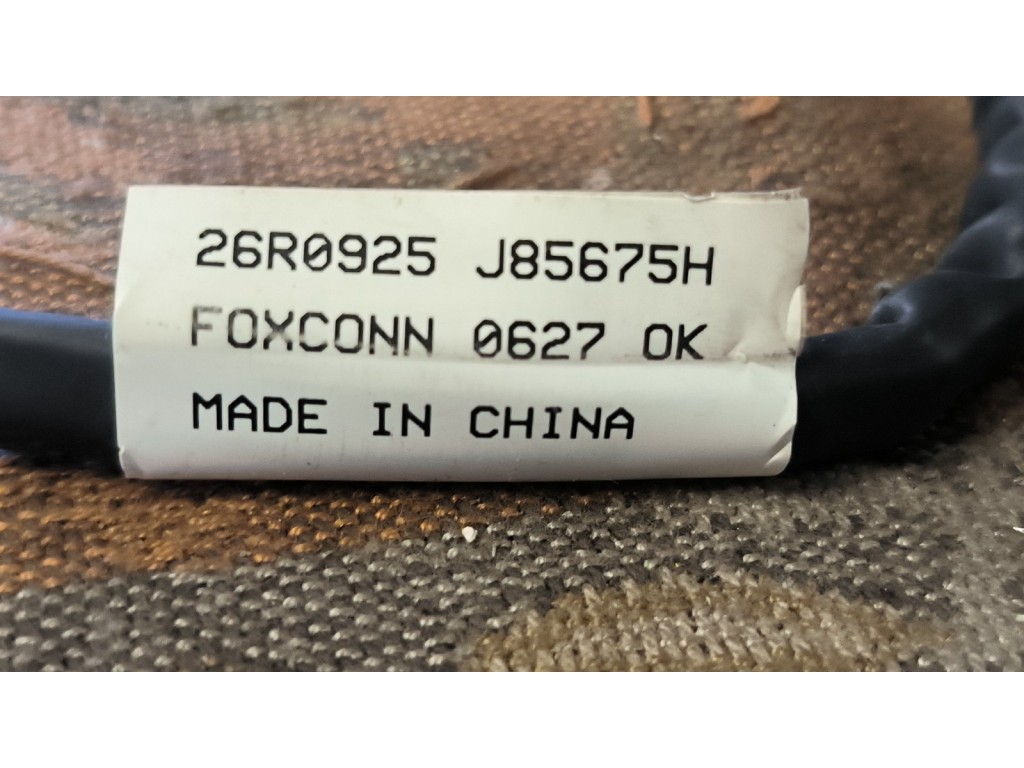 26R0925 J85675H
FOXCONN 0627 OK
MADE IN CHINA